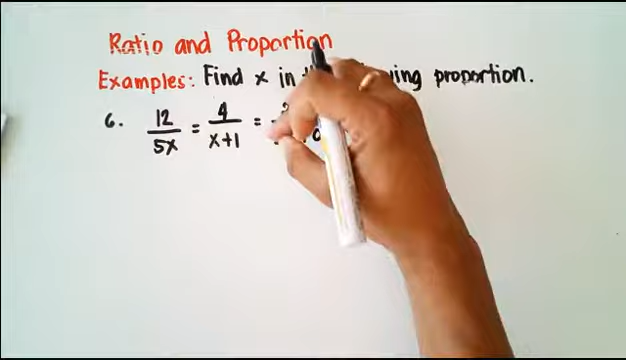 Ratio and Proportion
Examples: Find x in proportion.
6. 12/5x = 4/x+1 =